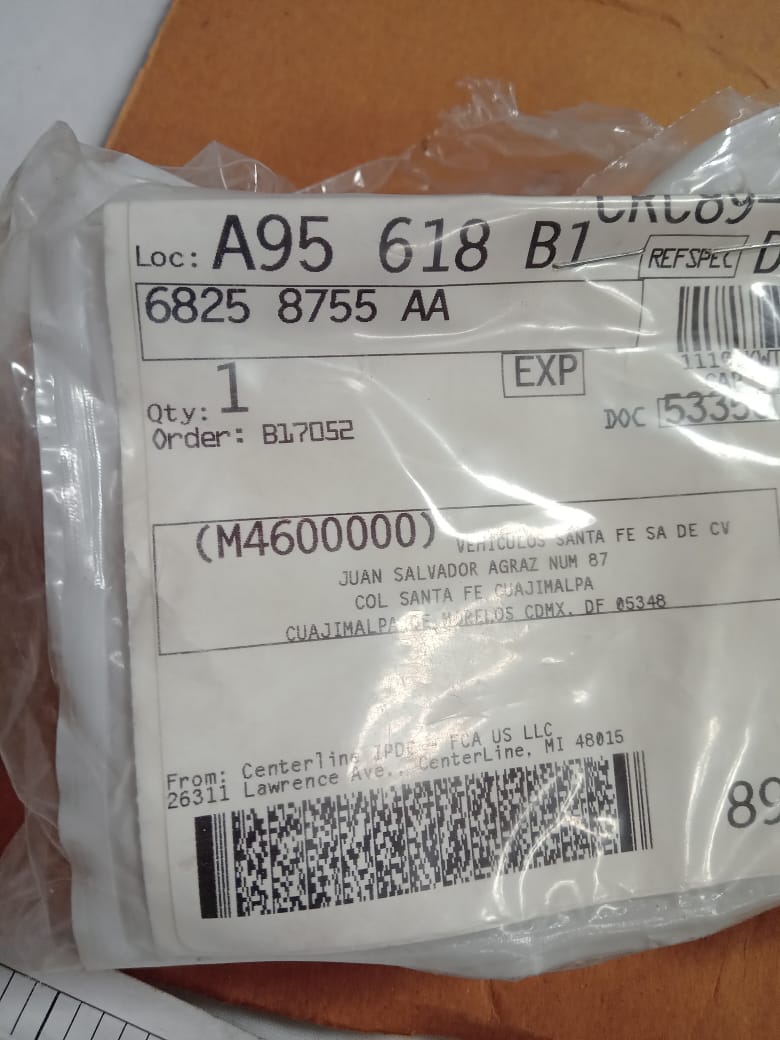 Loc: A95 618 B1
REFSPEC
6825 8755 AA
EXP
Qty: 1
DOC
Order: B17052
(M4600000) VEHICULOS SANTA FE SA DE CV
JUAN SALVADOR AGRAZ NUM 87
COL SANTA FE CUAJIMALPA
CUAJIMALPA DE MORELOS CDMX. DF 05348
From: Centerline IPDC - FCA US LLC
26311 Lawrence Ave., CenterLine, MI 48015